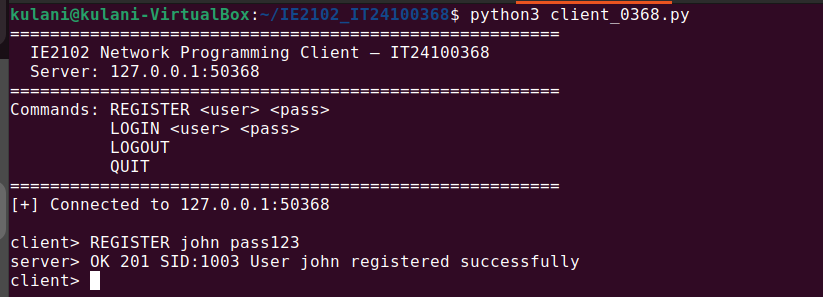 kulani@kulani-VirtualBox:~/IE2102_IT24100368$ python3 client_0368.py
=======================================================
  IE2102 Network Programming Client — IT24100368
  Server: 127.0.0.1:50368
=======================================================
Commands: REGISTER <user> <pass>
          LOGIN <user> <pass>
          LOGOUT
          QUIT
=======================================================
[+] Connected to 127.0.0.1:50368
client> REGISTER john pass123
server> OK 201 SID:1003 User john registered successfully
client>